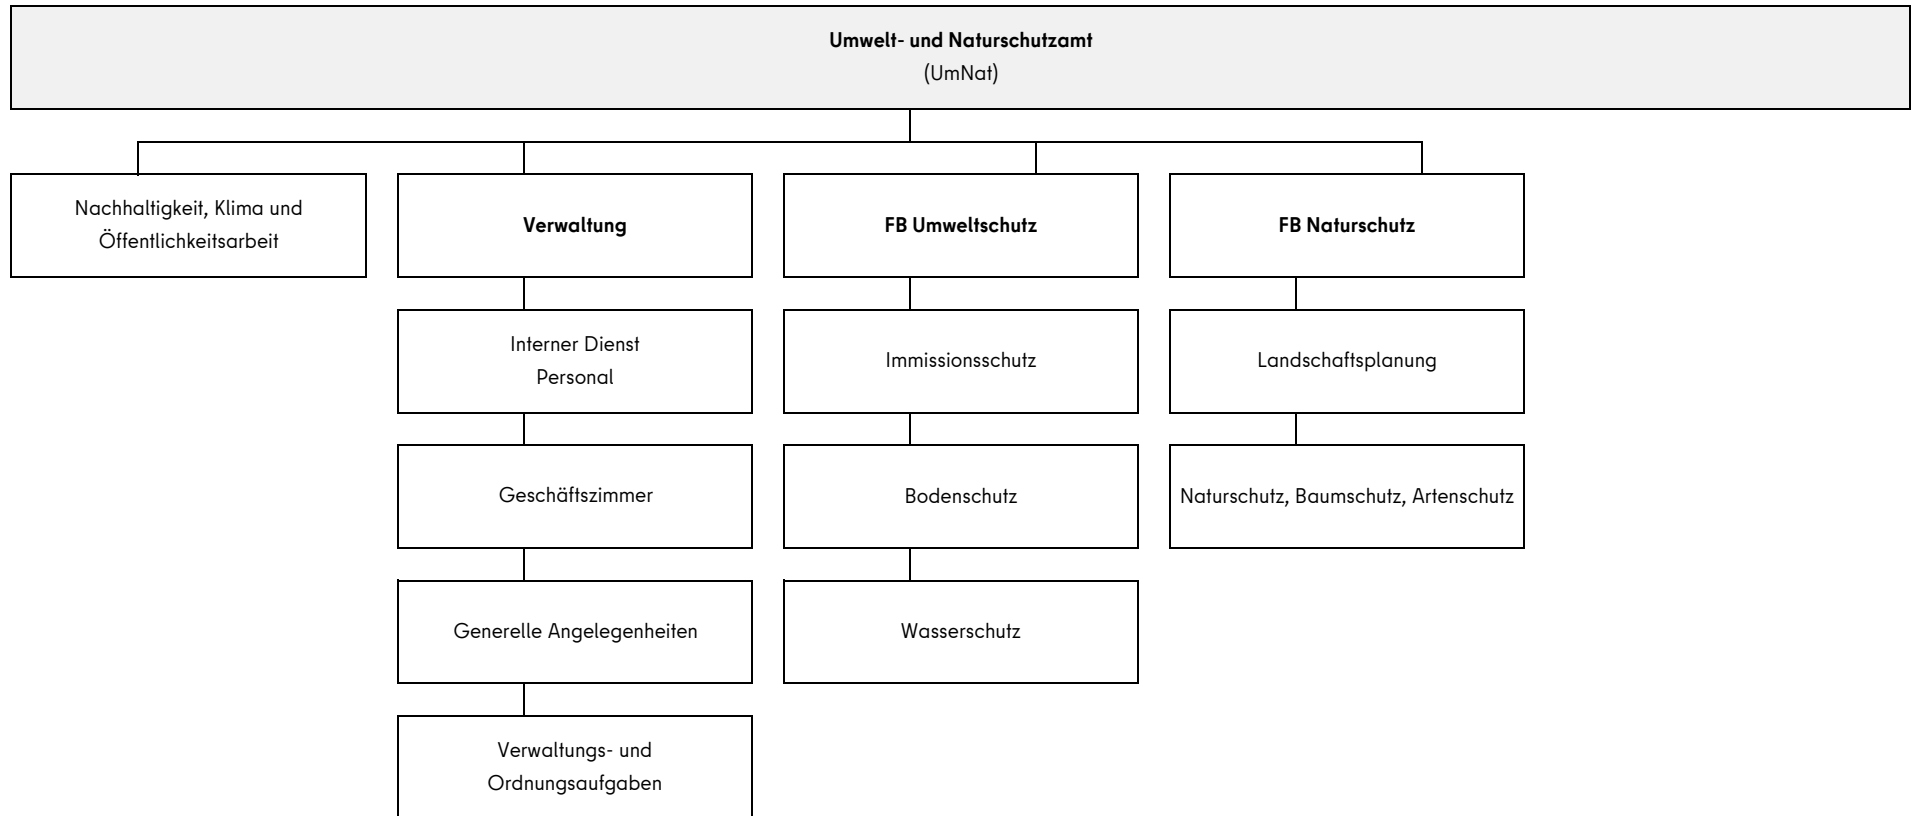 Umwelt- und Naturschutzamt
(UmNat)
Nachhaltigkeit, Klima und
Öffentlichkeitsarbeit
Verwaltung
FB Umweltschutz
FB Naturschutz
Interner Dienst
Personal
Immissionsschutz
Landschaftsplanung
Geschäftszimmer
Bodenschutz
Naturschutz, Baumschutz, Artenschutz
Generelle Angelegenheiten
Wasserschutz
Verwaltungs- und
Ordnungsaufgaben